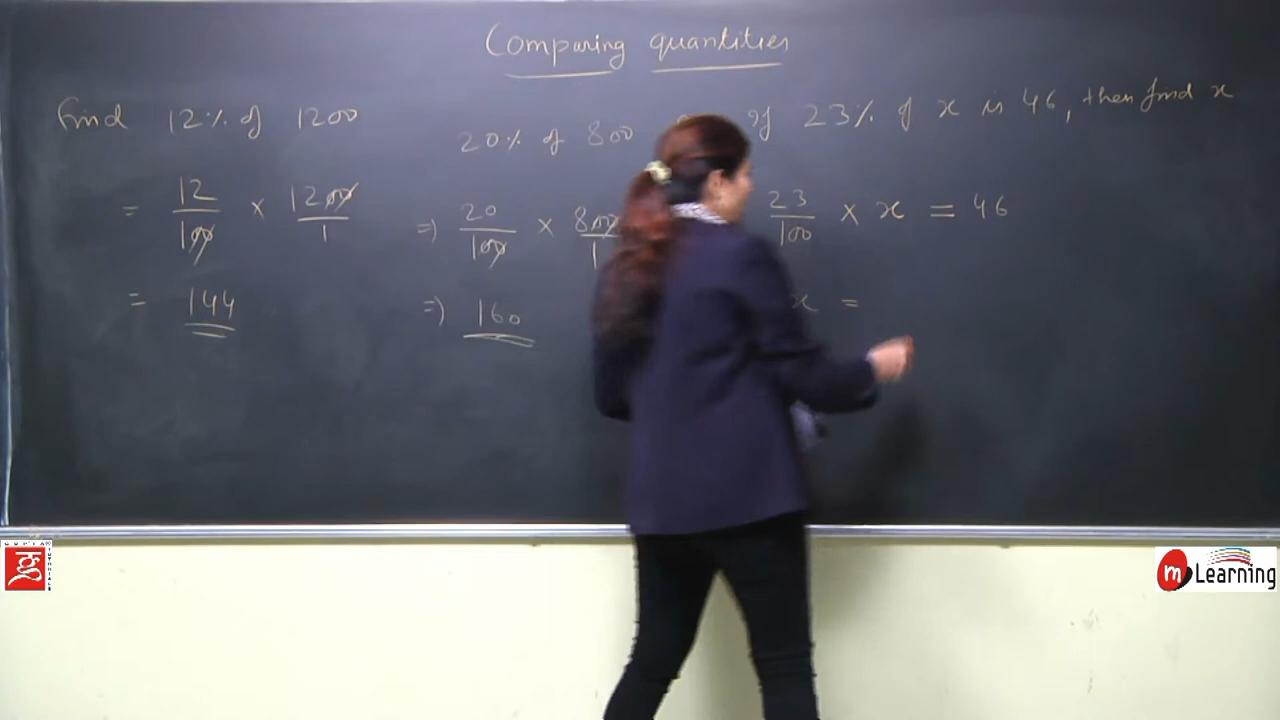 Comparing quantities
Find 12% of 1200
= 12/100 × 1200/1
= 144
20% of 800
=) 20/100 × 800/1
=) 160
If 23% of x is 46, then find x
23/100 × x = 46
x =
m Learning